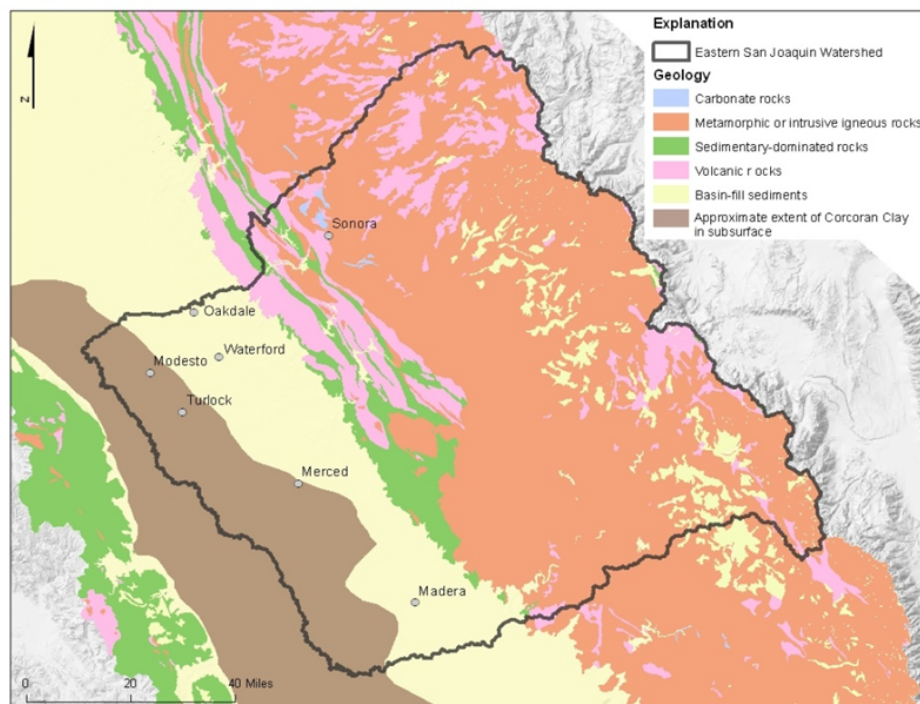 Explanation
Eastern San Joaquin Watershed
Geology
Carbonate rocks
Metamorphic or intrusive igneous rocks
Sedimentary-dominated rocks
Volcanic r ocks
Basin-fill sediments
Approximate extent of Corcoran Clay
in subsurface
N
Sonora
Oakdale
Waterford
Modesto
Turlock
Merced
Madera
0 20 40 Miles